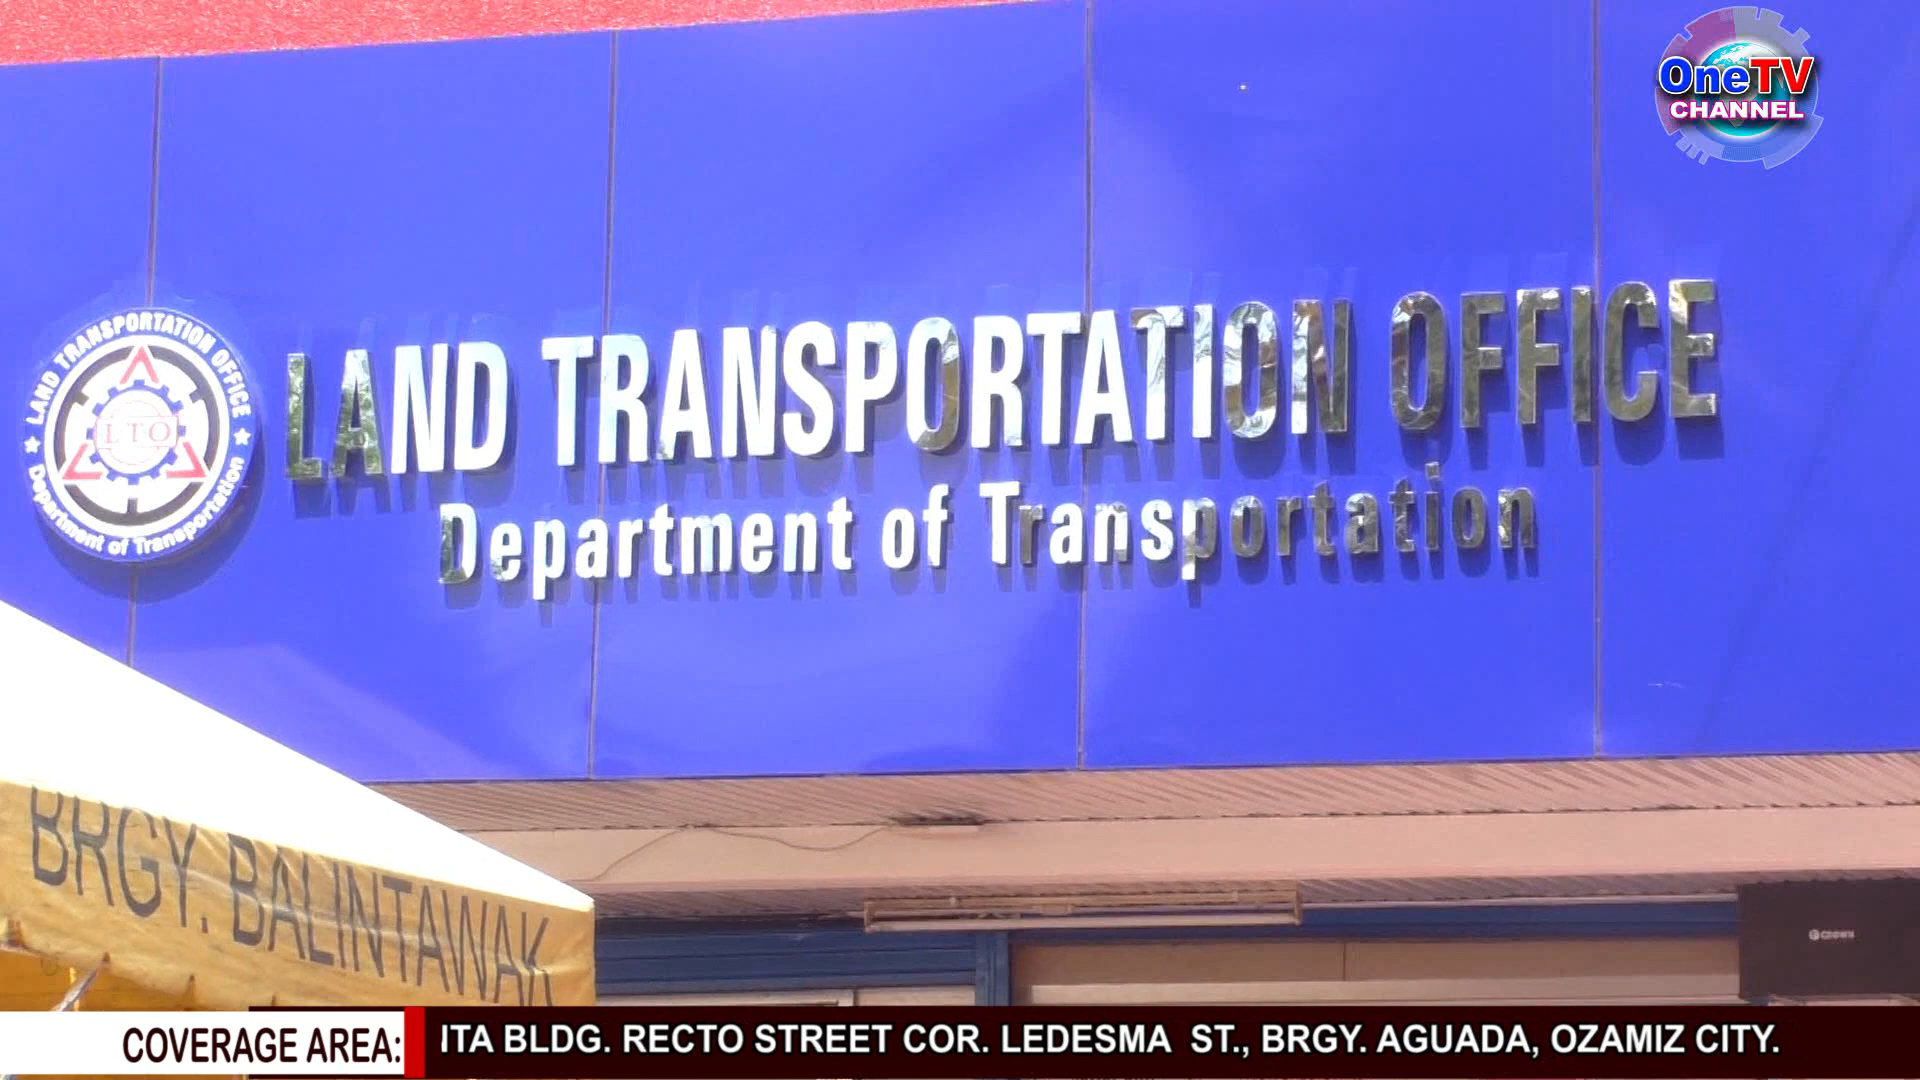 OneTV
CHANNEL
LAND TRANSPORTATION OFFICE
LTO
Department of Transportation
LAND TRANSPORTATION OFFICE
Department of Transportation
BRGY. BALINTAWAK
CROWN
COVERAGE AREA:
ITA BLDG. RECTO STREET COR. LEDESMA ST., BRGY. AGUADA, OZAMIZ CITY.